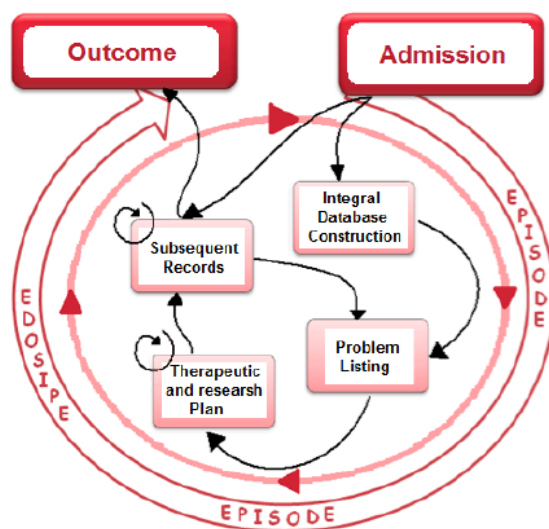 Outcome
Admission
Integral
Database
Construction
Subsequent
Records
Problem
Listing
Therapeutic
and researsh
Plan
EPISODE
EDOSIPE
EPISODE